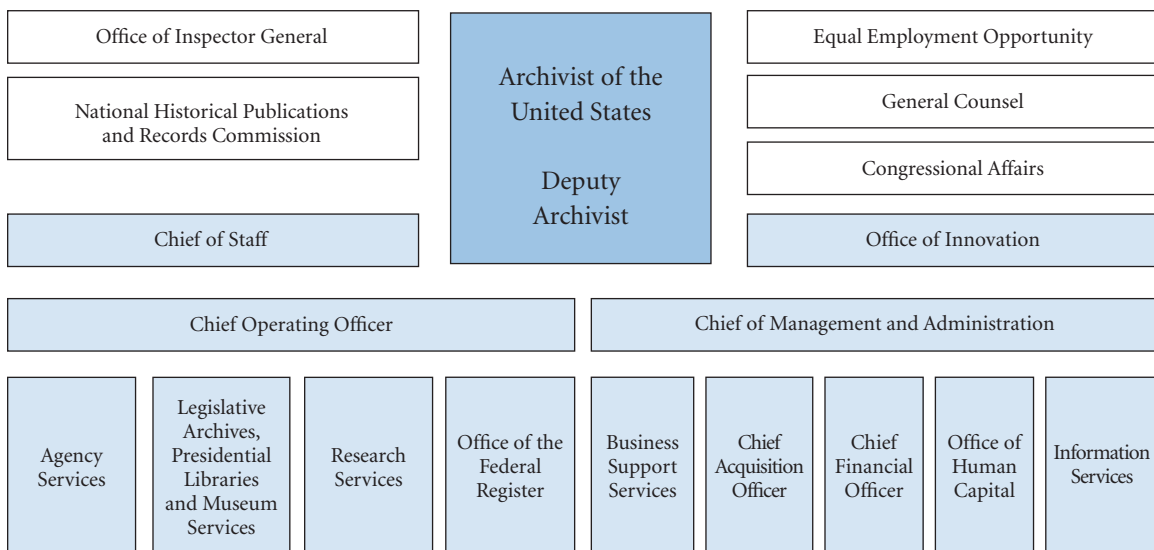 Office of Inspector General
National Historical Publications
and Records Commission
Chief of Staff
Archivist of the
United States
Deputy
Archivist
Equal Employment Opportunity
General Counsel
Congressional Affairs
Office of Innovation
Chief Operating Officer
Chief of Management and Administration
Agency
Services
Legislative
Archives,
Presidential
Libraries
and Museum
Services
Research
Services
Office of the
Federal
Register
Business
Support
Services
Chief
Acquisition
Officer
Chief
Financial
Officer
Office of
Human
Capital
Information
Services